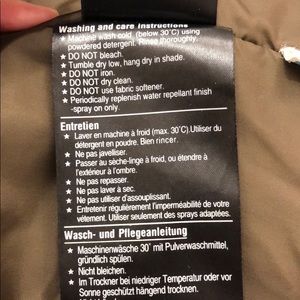 Washing and care instructions
★ Machine wash cold (below 30°C) using
powdered detergent. Rinse thoroughly.
★ DO NOT bleach.
★ Tumble dry low, hang dry in shade.
★ DO NOT iron.
★ DO NOT dry clean.
★ DO NOT use fabric softener.
★ Periodically replenish water repellant finish
-spray on only.
Entretien
★ Laver en machine à froid (max. 30°C).Utiliser du
détergent en poudre. Bien rincer.
★ Ne pas javelliser.
★ Passer au sèche-linge à froid, ou étendre à
l'extérieur à l'ombre.
★ Ne pas repasser.
★ Ne pas laver à sec.
★ Ne pas utiliser d'assouplissant.
★ Entretenir régulièrement l'imperméabilité de votre
vêtement. Utiliser seulement des sprays adaptées.
Wasch- und Pflegeanleitung
★ Maschinenwäsche 30° mit Pulverwaschmittel,
gründlich spülen.
★ Nicht bleichen.
★ Im Trockner bei niedriger Temperatur oder vor
Sonne geschützt hängend trocknen.